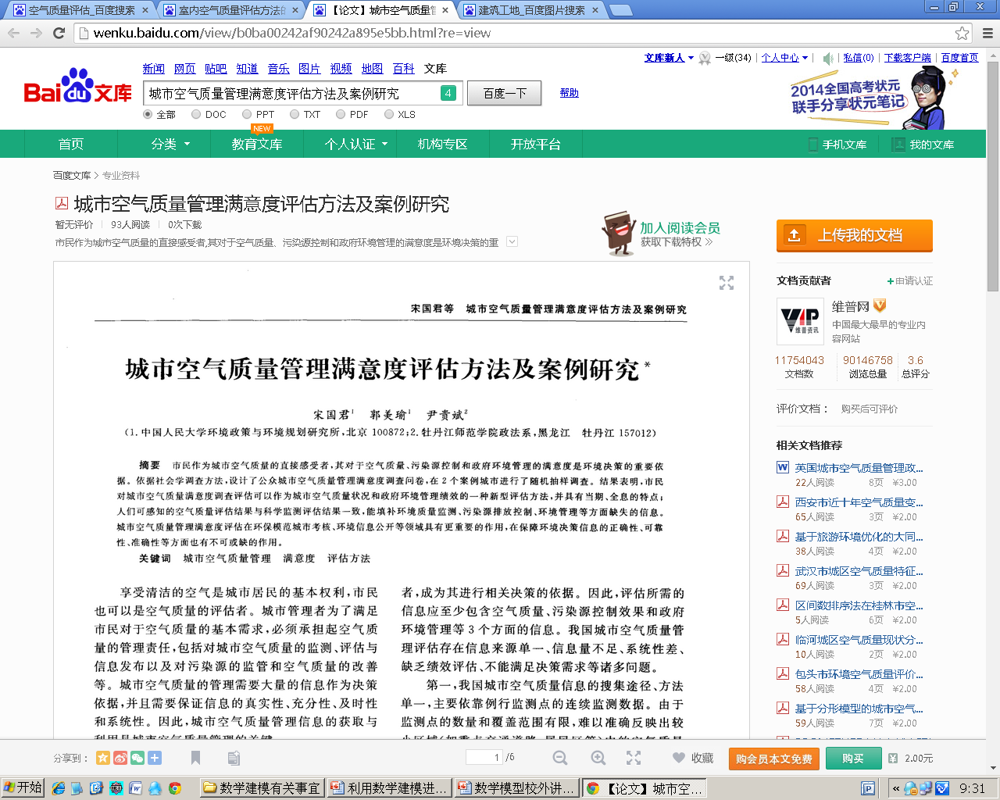 空气质量评估_百度搜索
室内空气质量评估方法的
【论文】城市空气质量管
建筑工地_百度图片搜索
wenku.baidu.com/view/b0ba00242af90242a895e5bb.html?re=view
文库新人 一级(34) 个人中心 私信(0) 下载客户端 百度首页
新闻 网页 贴吧 知道 音乐 图片 视频 地图 百科 文库
Bai du 文库
城市空气质量管理满意度评估方法及案例研究 4 百度一下 帮助
全部 DOC PPT TXT PDF XLS
2014全国高考状元
联手分享状元笔记
NEW
首页 分类 教育文库 个人认证 机构专区 开放平台 手机文库 我的文库
百度文库 > 专业资料
城市空气质量管理满意度评估方法及案例研究
暂无评价 93人阅读 0次下载
市民作为城市空气质量的直接感受者,其对于空气质量、污染源控制和政府环境管理的满意度是环境决策的重
加入阅读会员
获取下载特权 >>
上传我的文档
文档贡献者 +申请认证
VIP
维普资讯
维普网
中国最大最早的专业内
容网站
11754043 90146758 3.6
文档数 浏览总量 总评分
评价文档： 购买后可评价
相关文档推荐
英国城市空气质量管理政...
22人阅读 8页 ¥3.00
西安市近十年空气质量变...
65人阅读 3页 ¥2.00
基于旅游环境优化的大同...
38人阅读 4页 ¥2.00
武汉市城区空气质量特征...
69人阅读 3页 ¥2.00
区间数排序法在桂林市空...
5人阅读 6页 ¥2.00
临河城区空气质量现状分...
10人阅读 2页 ¥2.00
包头市环境空气质量评价...
58人阅读 4页 ¥2.00
基于分形模型的城市空气...
59人阅读 7页 ¥2.00
宋国君等 城市空气质量管理满意度评估方法及案例研究
城市空气质量管理满意度评估方法及案例研究*
宋国君¹ 郭美瑜¹ 尹贵斌²
(1.中国人民大学环境政策与环境规划研究所,北京 100872;2.牡丹江师范学院政法系,黑龙江 牡丹江 157012)
摘要 市民作为城市空气质量的直接感受者,其对于空气质量、污染源控制和政府环境管理的满意度是环境决策的重要依
据。依据社会学调查方法,设计了公众城市空气质量管理满意度调查问卷,在2个案例城市进行了随机抽样调查。结果表明,市民
对城市空气质量满意度调查评估可以作为城市空气质量状况和政府环境管理绩效的一种新型评估方法,并具有当期、全息的特点;
人们可感知的空气质量评估结果与科学监测评估结果一致,能填补环境质量监测、污染源排放控制、环境管理等方面缺失的信息。
城市空气质量管理满意度评估在环保模范城市考核、环境信息公开等领域具有更重要的作用,在保障环境决策信息的正确性、可靠
性、准确性等方面也有不可或缺的作用。
关键词 城市空气质量管理 满意度 评估方法
享受清洁的空气是城市居民的基本权利,市民
也可以是空气质量的评估者。城市管理者为了满足
市民对于空气质量的基本需求,必须承担起空气质
量的管理责任,包括对城市空气质量的监测、评估与
信息发布以及对污染源的监管和空气质量的改善
等。城市空气质量的管理需要大量的信息作为决策
依据,并且需要保证信息的真实性、充分性、及时性
和系统性。因此,城市空气质量管理信息的获取与
利用是城市空气质量管理的关键
者,成为其进行相关决策的依据。因此,评估所需的
信息应至少包含空气质量、污染源控制效果和政府
环境管理等3个方面的信息。我国城市空气质量管
理评估存在信息来源单一、信息量不足、系统性差、
缺乏绩效评估、不能满足决策需求等诸多问题。
第一,我国城市空气质量信息的搜集途径、方法
单一,主要依靠例行监测点的连续监测数据。由于
监测点的数量和覆盖范围有限,难以准确反映出较
小区域(如重点交通道路、居民区等)内的空气质量
分享到： 1 /6 收藏 购会员本文免费 购买 ¥ 2.00元
开始 数学建模有关事宜 利用数学建模进... 数学模型校外讲... 【论文】城市空... 9:31